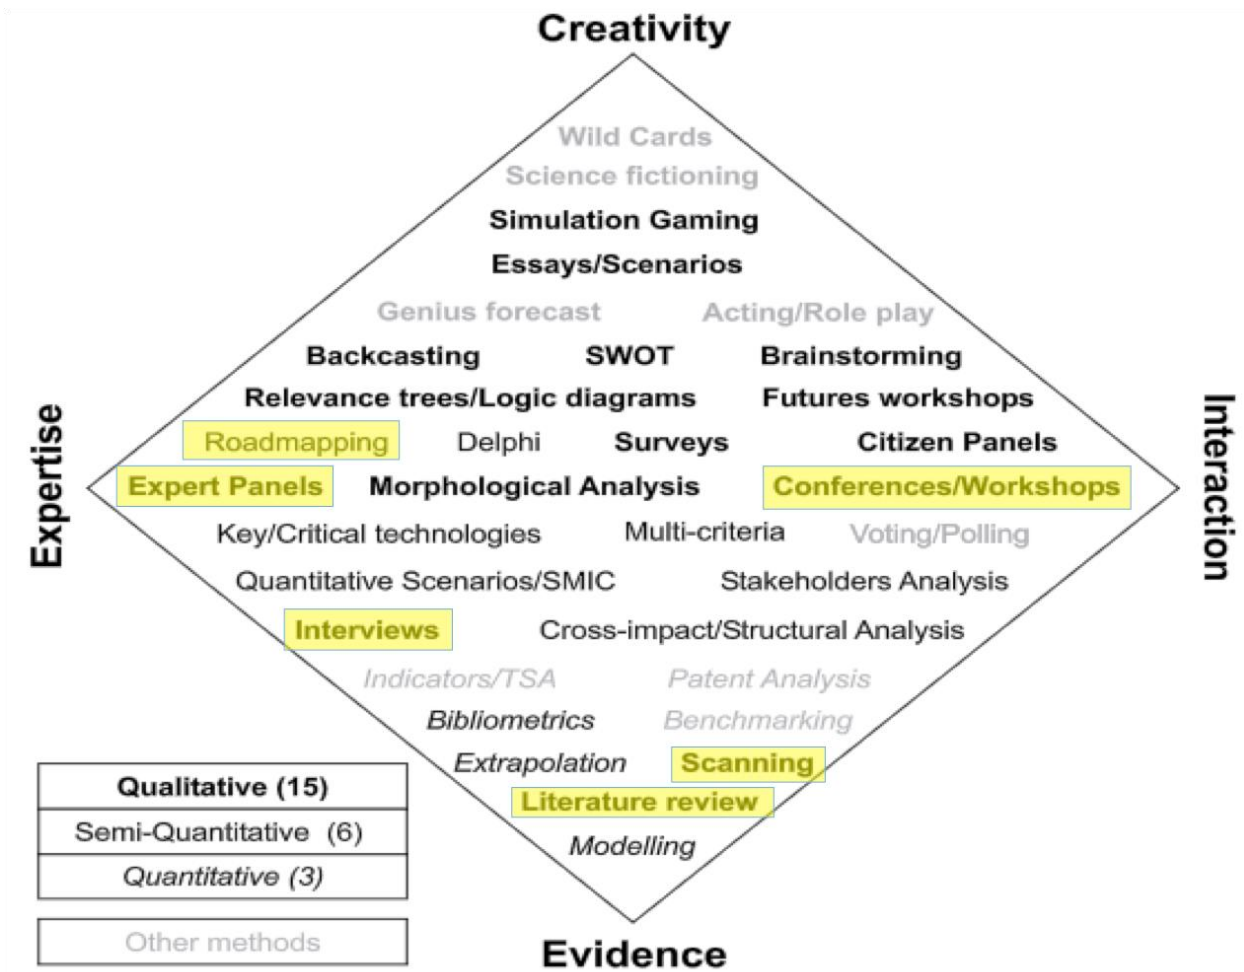 Creativity
Wild Cards
Science fictioning
Simulation Gaming
Essays/Scenarios
Genius forecast Acting/Role play
Backcasting SWOT Brainstorming
Relevance trees/Logic diagrams Futures workshops
Roadmapping Delphi Surveys Citizen Panels
Expert Panels Morphological Analysis Conferences/Workshops
Key/Critical technologies Multi-criteria Voting/Polling
Quantitative Scenarios/SMIC Stakeholders Analysis
Interviews Cross-impact/Structural Analysis
Indicators/TSA Patent Analysis
Bibliometrics Benchmarking
Extrapolation Scanning
Literature review
Modelling
Evidence
Expertise
Interaction
Qualitative (15)
Semi-Quantitative (6)
Quantitative (3)
Other methods